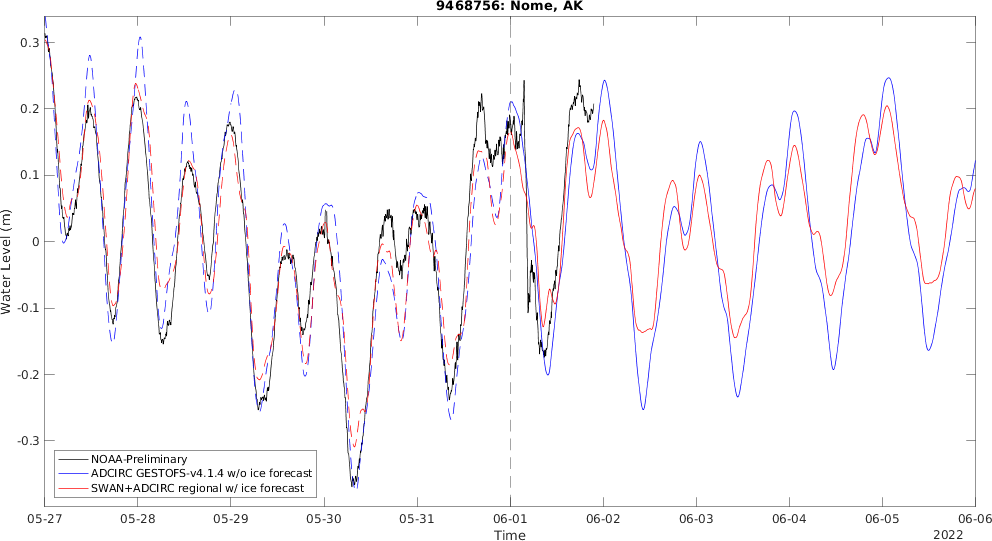 9468756: Nome, AK
Water Level (m)
0.3
0.2
0.1
0
-0.1
-0.2
-0.3
NOAA-Preliminary
ADCIRC GESTOFS-v4.1.4 w/o ice forecast
SWAN+ADCIRC regional w/ ice forecast
05-27 05-28 05-29 05-30 05-31 06-01 06-02 06-03 06-04 06-05 06-06
Time
2022